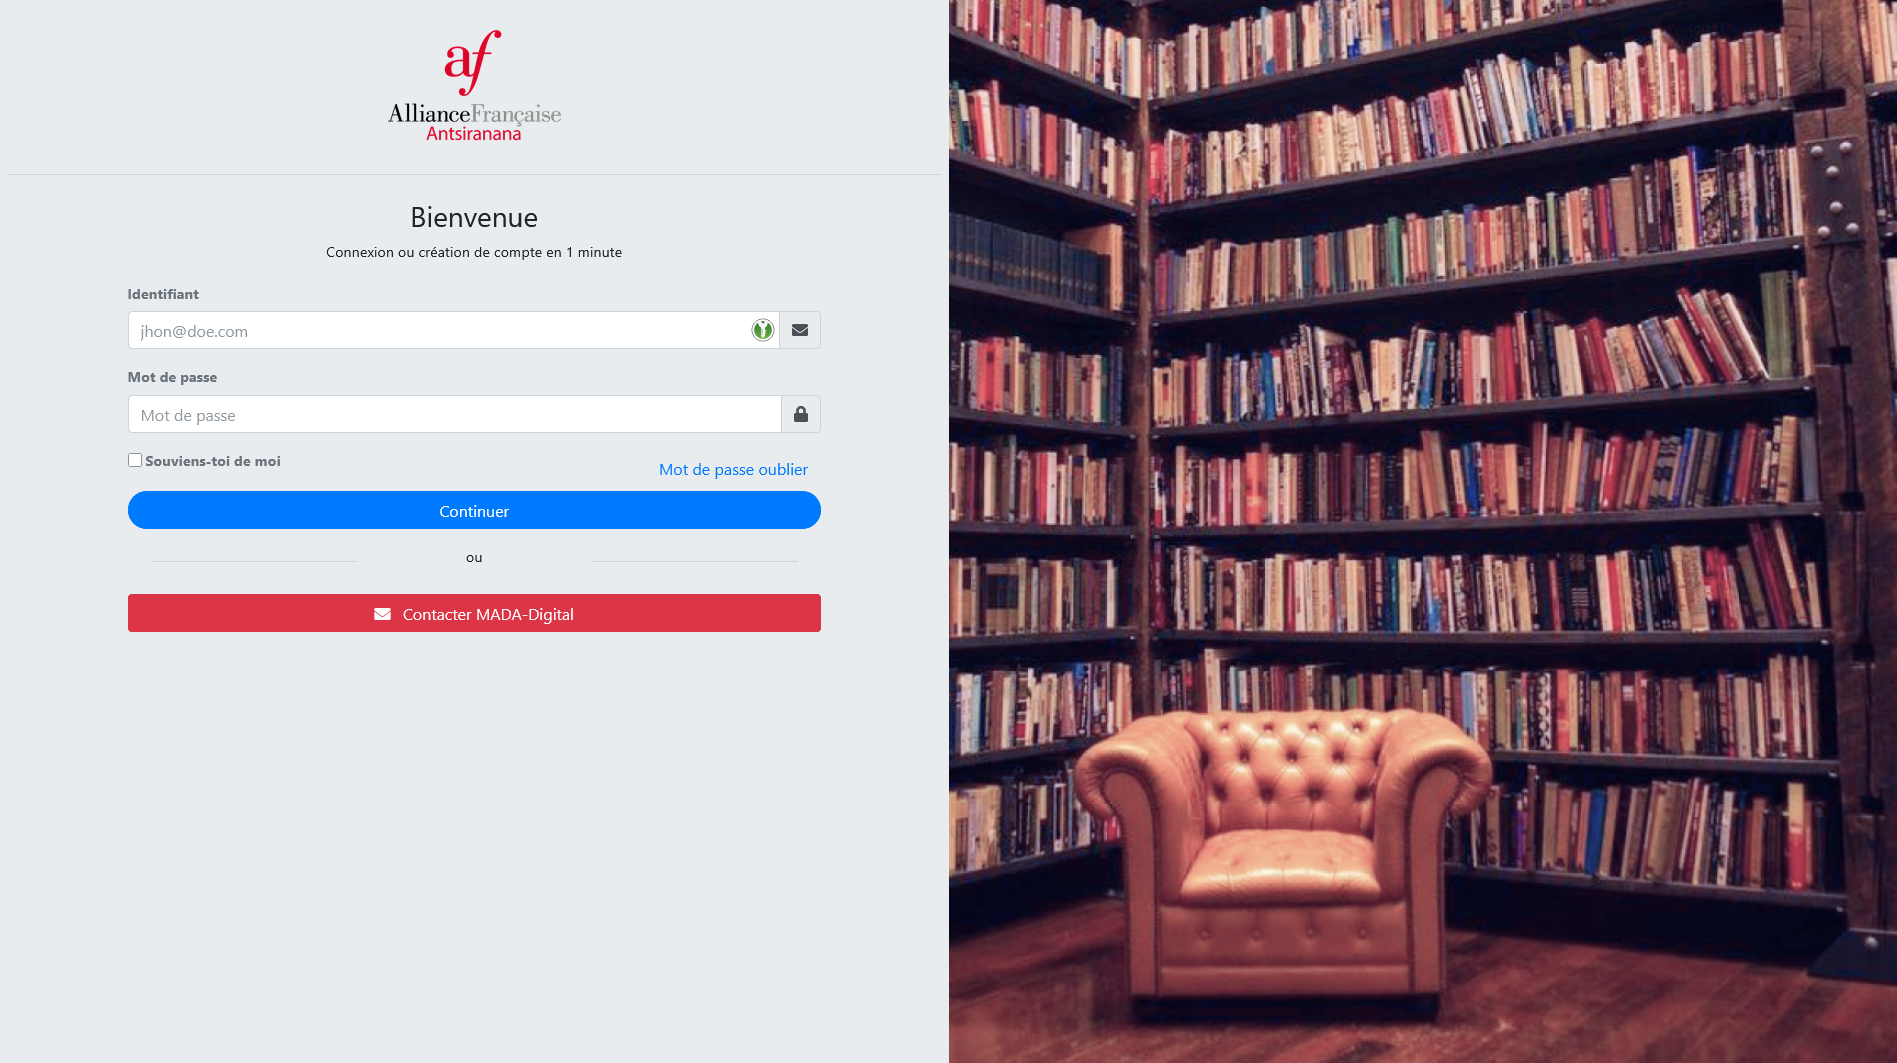 af
AllianceFrançaise
Antsiranana
Bienvenue
Connexion ou création de compte en 1 minute
Identifiant
jhon@doe.com
Mot de passe
Mot de passe
Souviens-toi de moi
Mot de passe oublier
Continuer
ou
Contacter MADA-Digital